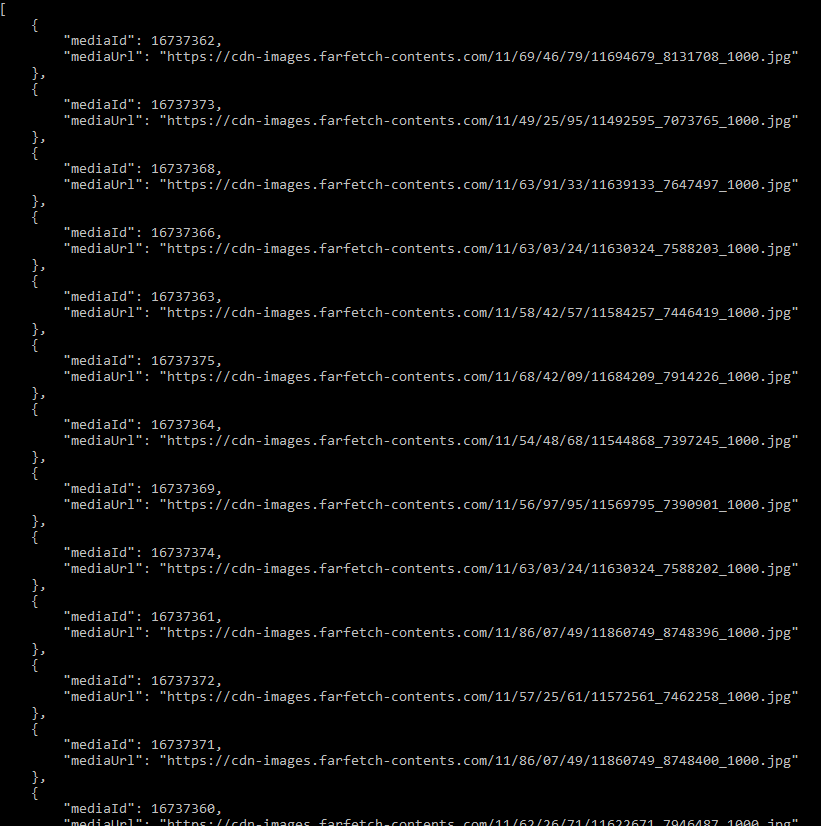 [
    {
        "mediaId": 16737362,
        "mediaUrl": "https://cdn-images.farfetch-contents.com/11/69/46/79/11694679_8131708_1000.jpg"
    },
    {
        "mediaId": 16737373,
        "mediaUrl": "https://cdn-images.farfetch-contents.com/11/49/25/95/11492595_7073765_1000.jpg"
    },
    {
        "mediaId": 16737368,
        "mediaUrl": "https://cdn-images.farfetch-contents.com/11/63/91/33/11639133_7647497_1000.jpg"
    },
    {
        "mediaId": 16737366,
        "mediaUrl": "https://cdn-images.farfetch-contents.com/11/63/03/24/11630324_7588203_1000.jpg"
    },
    {
        "mediaId": 16737363,
        "mediaUrl": "https://cdn-images.farfetch-contents.com/11/58/42/57/11584257_7446419_1000.jpg"
    },
    {
        "mediaId": 16737375,
        "mediaUrl": "https://cdn-images.farfetch-contents.com/11/68/42/09/11684209_7914226_1000.jpg"
    },
    {
        "mediaId": 16737364,
        "mediaUrl": "https://cdn-images.farfetch-contents.com/11/54/48/68/11544868_7397245_1000.jpg"
    },
    {
        "mediaId": 16737369,
        "mediaUrl": "https://cdn-images.farfetch-contents.com/11/56/97/95/11569795_7390901_1000.jpg"
    },
    {
        "mediaId": 16737374,
        "mediaUrl": "https://cdn-images.farfetch-contents.com/11/63/03/24/11630324_7588202_1000.jpg"
    },
    {
        "mediaId": 16737361,
        "mediaUrl": "https://cdn-images.farfetch-contents.com/11/86/07/49/11860749_8748396_1000.jpg"
    },
    {
        "mediaId": 16737372,
        "mediaUrl": "https://cdn-images.farfetch-contents.com/11/57/25/61/11572561_7462258_1000.jpg"
    },
    {
        "mediaId": 16737371,
        "mediaUrl": "https://cdn-images.farfetch-contents.com/11/86/07/49/11860749_8748400_1000.jpg"
    },
    {
        "mediaId": 16737360,
        "mediaUrl": "https://cdn-images.farfetch-contents.com/11/62/26/71/11622671_7946487_1000.jpg"